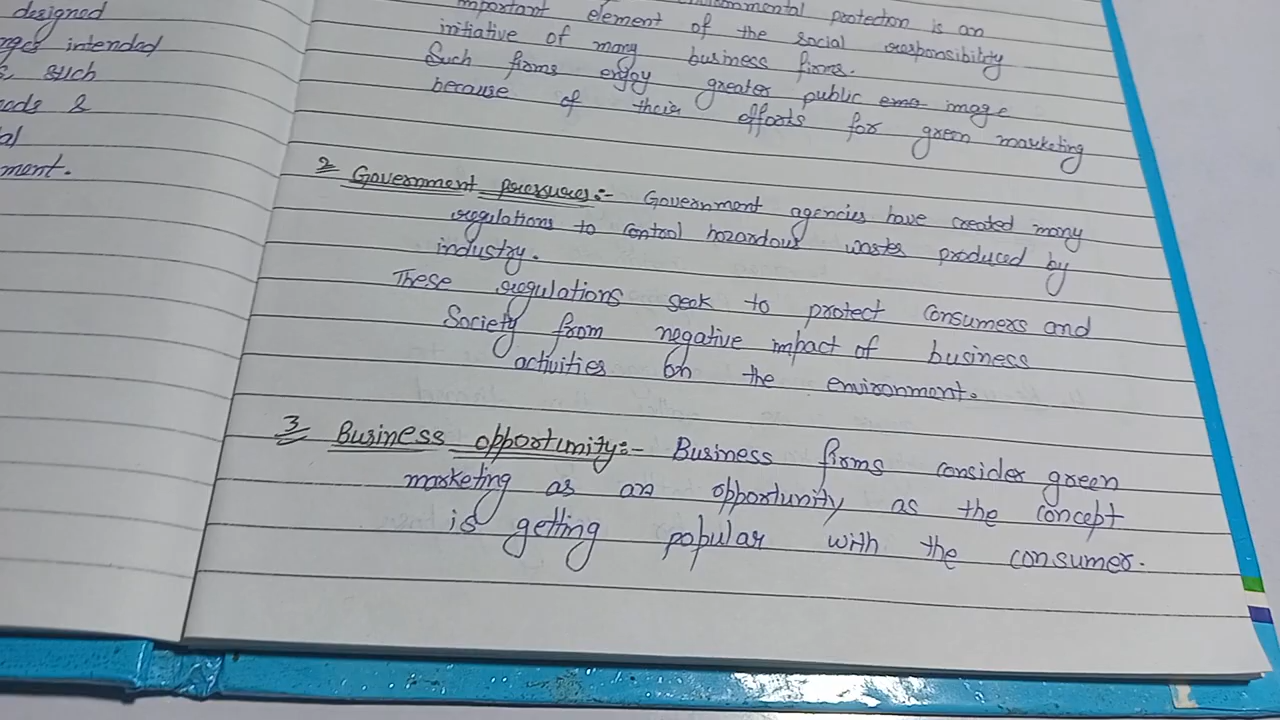 designed
intended
such
&
ment.
protection is an
important element of the social responsibility
initiative of many business firms.
Such firms enjoy greater public image
because of their efforts for green marketing
2 Government pressures:- Government agencies have created many
regulations to control hazardous wastes produced by
industry.
These regulations seek to protect consumers and
Society from negative impact of business
activities on the environment.
3 Business opportunity:- Business firms consider green
marketing as an opportunity as the concept
is getting popular with the consumer.